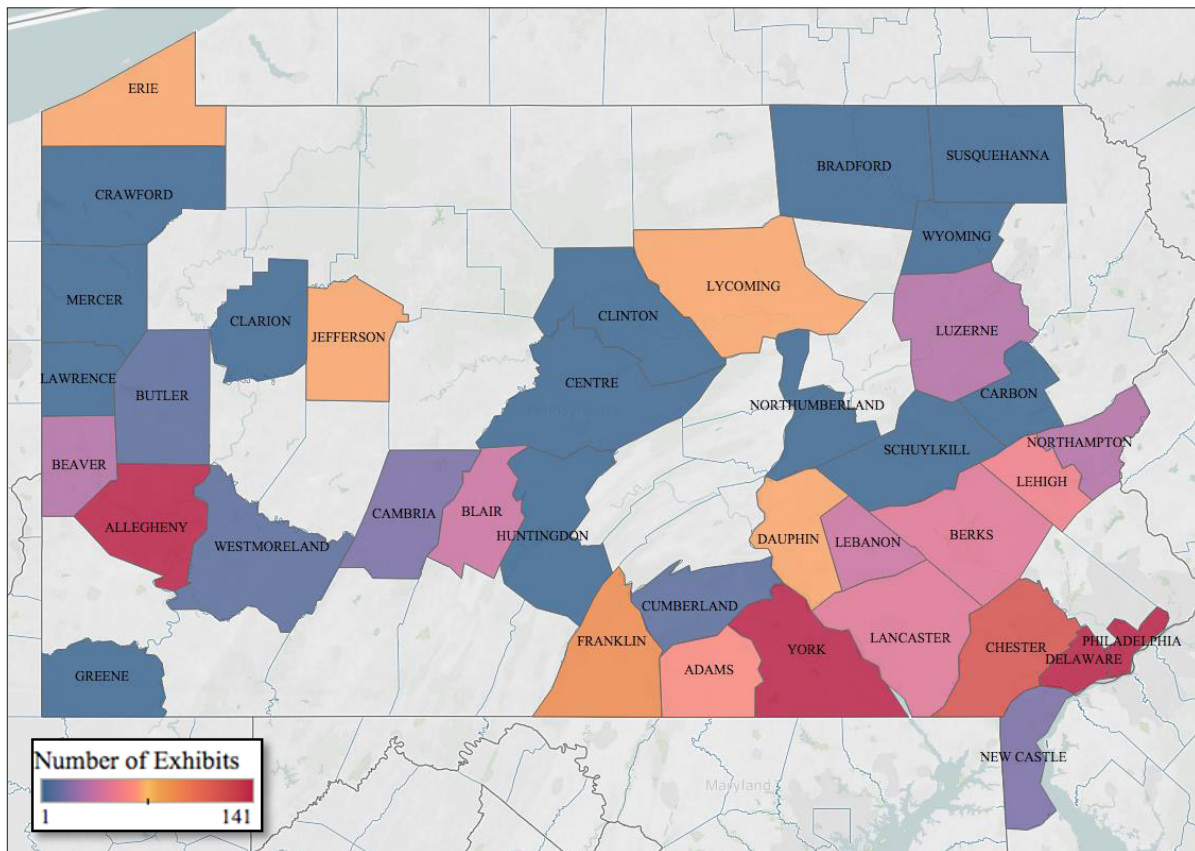 ERIE
CRAWFORD
BRADFORD
SUSQUEHANNA
WYOMING
MERCER
CLARION
JEFFERSON
CLINTON
LYCOMING
LUZERNE
LAWRENCE
BUTLER
CENTRE
NORTHUMBERLAND
CARBON
SCHUYLKILL
NORTHAMPTON
BEAVER
LEHIGH
ALLEGHENY
WESTMORELAND
CAMBRIA
BLAIR
HUNTINGDON
DAUPHIN
LEBANON
BERKS
CUMBERLAND
FRANKLIN
ADAMS
YORK
LANCASTER
CHESTER
PHILADELPHIA
DELAWARE
GREENE
NEW CASTLE
Maryland
Number of Exhibits
1 141